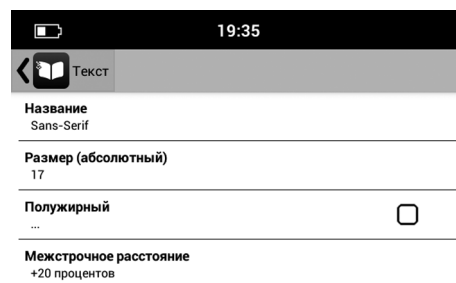 19:35
Текст
Название
Sans-Serif
Размер (абсолютный)
17
Полужирный
...
Межстрочное расстояние
+20 процентов